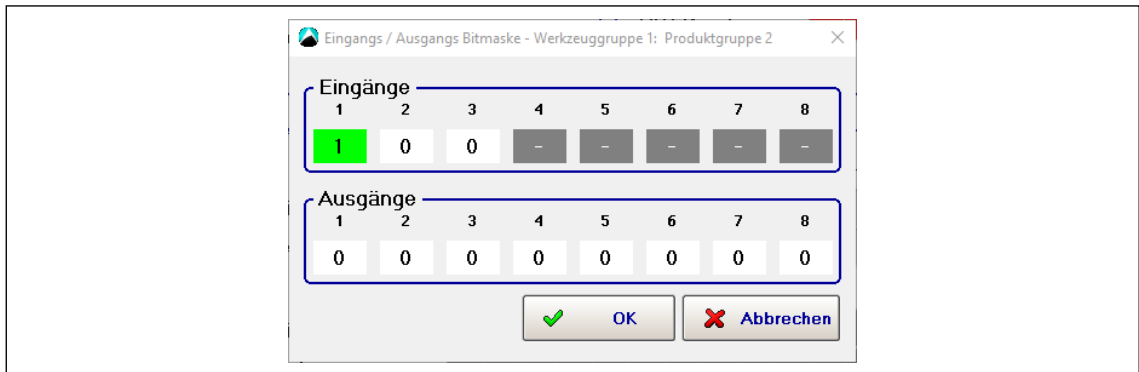 Eingangs / Ausgangs Bitmaske - Werkzeuggruppe 1: Produktgruppe 2
Eingänge
1 2 3 4 5 6 7 8
1 0 0 - - - - -
Ausgänge
1 2 3 4 5 6 7 8
0 0 0 0 0 0 0 0
OK Abbrechen